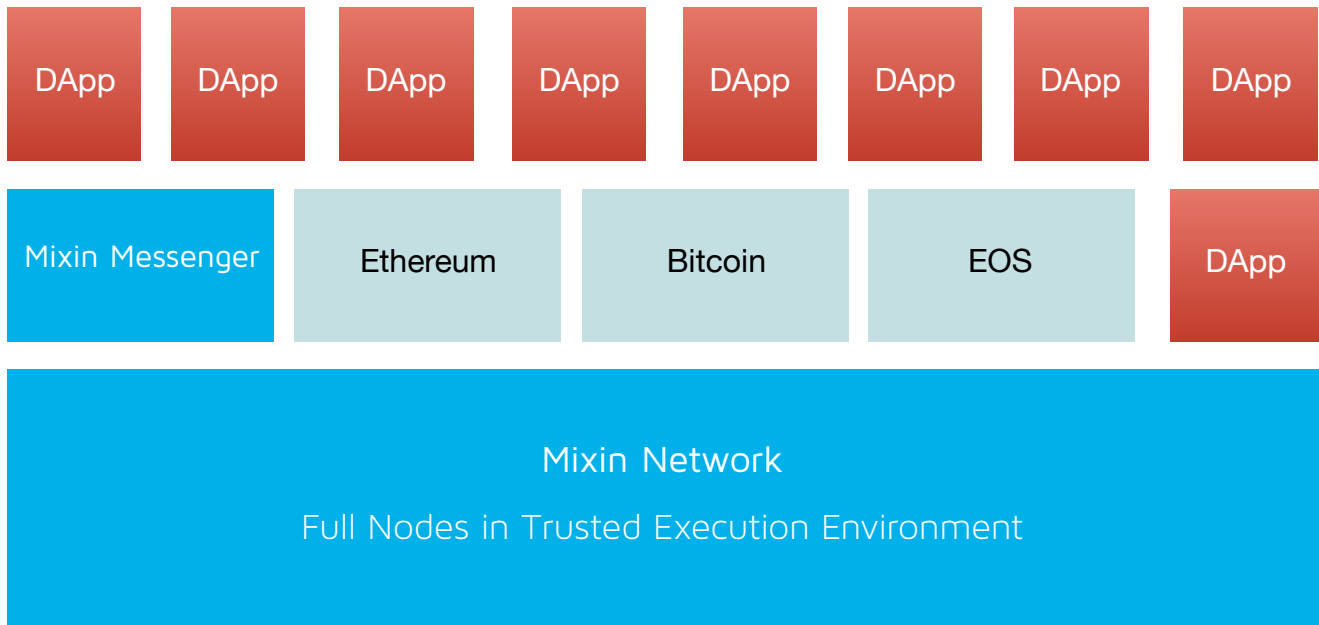 DApp DApp DApp DApp DApp DApp DApp DApp
Mixin Messenger Ethereum Bitcoin EOS DApp
Mixin Network
Full Nodes in Trusted Execution Environment